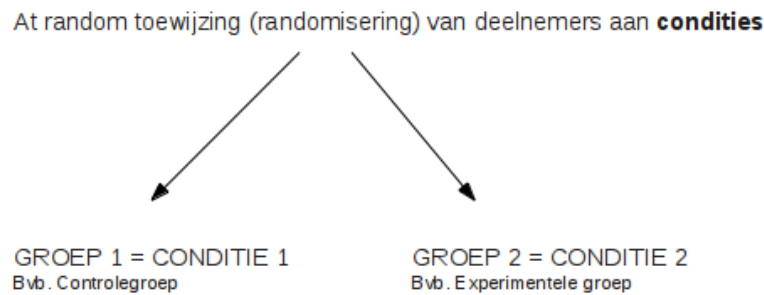 At random toewijzing (randomisering) van deelnemers aan condities
GROEP 1 = CONDITIE 1
Bvb. Controlegroep
GROEP 2 = CONDITIE 2
Bvb. Experimentele groep